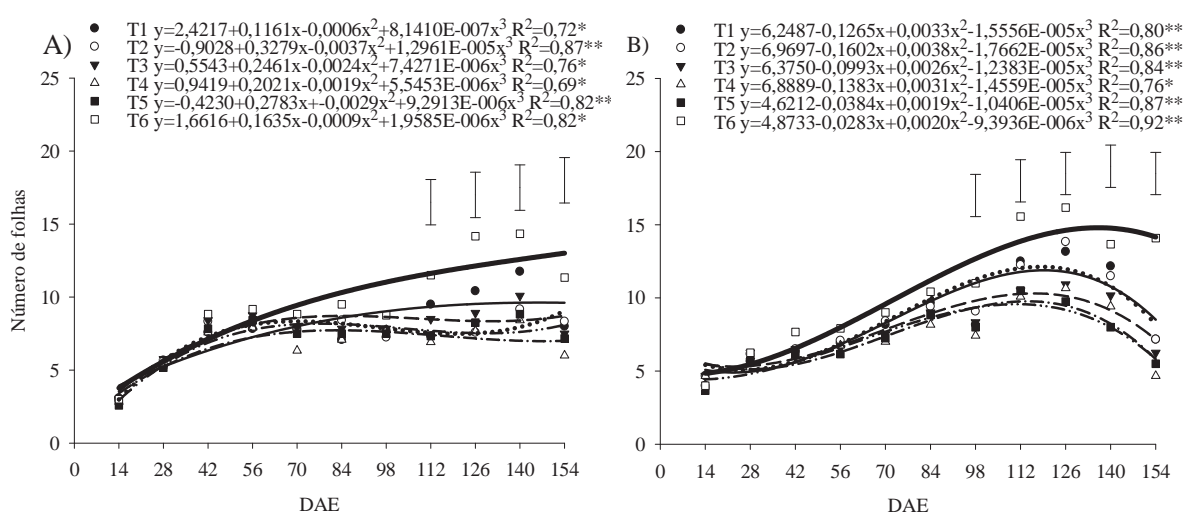 A)
T1 y=2,4217+0,1161x-0,0006x²+8,1410E-007x³ R²=0,72*
T2 y=-0,9028+0,3279x-0,0037x²+1,2961E-005x³ R²=0,87**
T3 y=0,5543+0,2461x-0,0024x²+7,4271E-006x³ R²=0,76*
T4 y=0,9419+0,2021x-0,0019x²+5,5453E-006x³ R²=0,69*
T5 y=-0,4230+0,2783x+-0,0029x²+9,2913E-006x³ R²=0,82**
T6 y=1,6616+0,1635x-0,0009x²+1,9585E-006x³ R²=0,82*
25
20
15
10
5
0
Número de folhas
0 14 28 42 56 70 84 98 112 126 140 154
DAE
B)
T1 y=6,2487-0,1265x+0,0033x²-1,5556E-005x³ R²=0,80**
T2 y=6,9697-0,1602x+0,0038x²-1,7662E-005x³ R²=0,86**
T3 y=6,3750-0,0993x+0,0026x²-1,2383E-005x³ R²=0,84**
T4 y=6,8889-0,1383x+0,0031x²-1,4559E-005x³ R²=0,76*
T5 y=4,6212-0,0384x+0,0019x²-1,0406E-005x³ R²=0,87**
T6 y=4,8733-0,0283x+0,0020x²-9,3936E-006x³ R²=0,92**
25
20
15
10
5
0
0 14 28 42 56 70 84 98 112 126 140 154
DAE